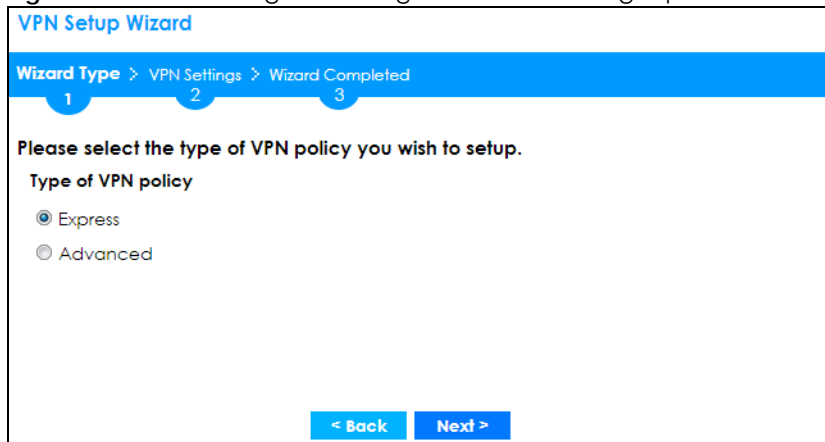 VPN Setup Wizard
Wizard Type > VPN Settings > Wizard Completed
1 2 3
Please select the type of VPN policy you wish to setup.
Type of VPN policy
Express
Advanced
< Back Next >